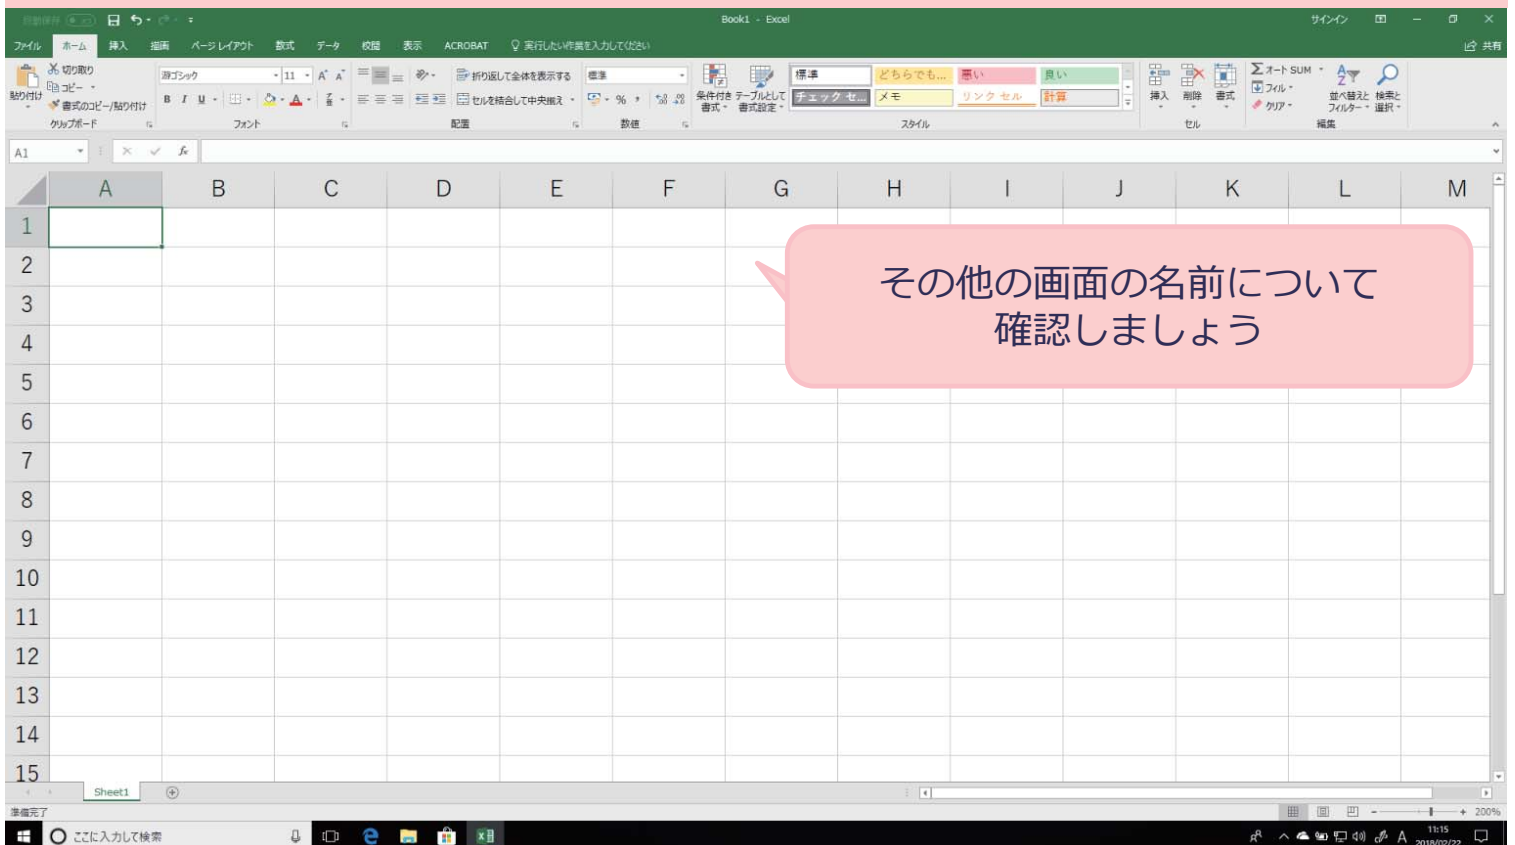 自動保存
Book1 - Excel
サインイン
ファイル ホーム 挿入 描画 ページ レイアウト 数式 データ 校閲 表示 ACROBAT 実行したい作業を入力してください 共有
貼り付け
切り取り
コピー
書式のコピー/貼り付け
クリップボード
游ゴシック 11
B I U
フォント
折り返して全体を表示する
セルを結合して中央揃え
配置
標準
%
数値
条件付き 書式
テーブルとして 書式設定
標準 どちらでも... 悪い 良い
チェック セ... メモ リンク セル 計算
スタイル
挿入 削除 書式
セル
オート SUM
フィル
クリア
並べ替えと フィルター
検索と 選択
編集
A1 fx
A B C D E F G H I J K L M
1
2
3
4
5
6
7
8
9
10
11
12
13
14
15
その他の画面の名前について
確認しましょう
Sheet1
準備完了
200%
ここに入力して検索
A
11:15
2018/02/22